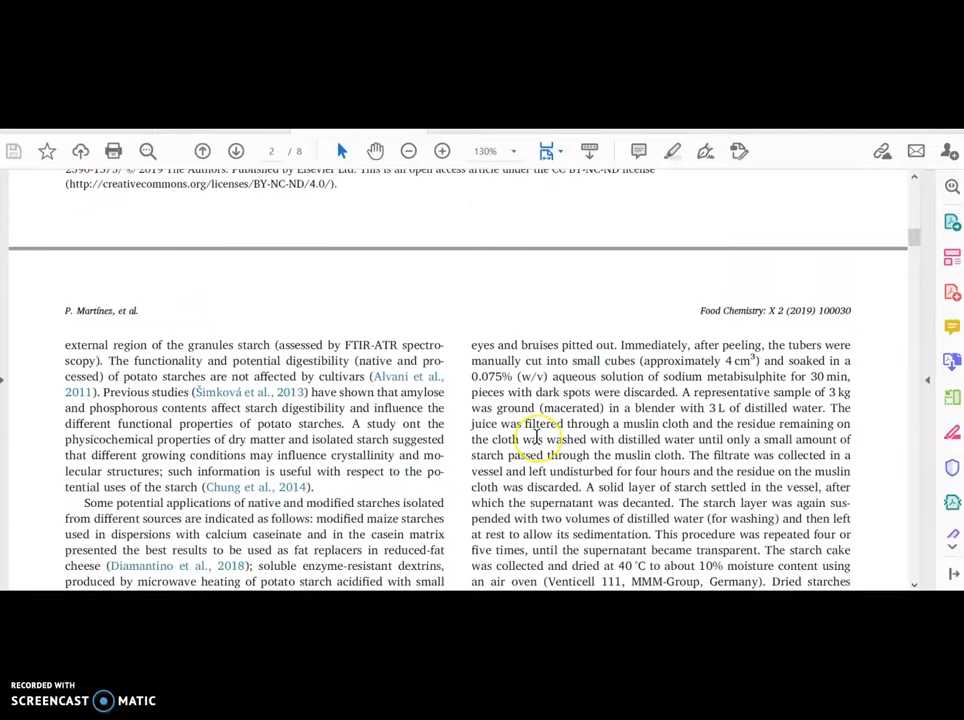 2 / 8
130%
2590-1575/ © 2019 The Authors. Published by Elsevier Ltd. This is an open access article under the CC BY-NC-ND license
(http://creativecommons.org/licenses/BY-NC-ND/4.0/).
P. Martínez, et al.
Food Chemistry: X 2 (2019) 100030
external region of the granules starch (assessed by FTIR-ATR spectro-
scopy). The functionality and potential digestibility (native and pro-
cessed) of potato starches are not affected by cultivars (Alvani et al.,
2011). Previous studies (Šimková et al., 2013) have shown that amylose
and phosphorous contents affect starch digestibility and influence the
different functional properties of potato starches. A study ont the
physicochemical properties of dry matter and isolated starch suggested
that different growing conditions may influence crystallinity and mo-
lecular structures; such information is useful with respect to the po-
tential uses of the starch (Chung et al., 2014).
Some potential applications of native and modified starches isolated
from different sources are indicated as follows: modified maize starches
used in dispersions with calcium caseinate and in the casein matrix
presented the best results to be used as fat replacers in reduced-fat
cheese (Diamantino et al., 2018); soluble enzyme-resistant dextrins,
produced by microwave heating of potato starch acidified with small
eyes and bruises pitted out. Immediately, after peeling, the tubers were
manually cut into small cubes (approximately 4 cm³) and soaked in a
0.075% (w/v) aqueous solution of sodium metabisulphite for 30 min,
pieces with dark spots were discarded. A representative sample of 3 kg
was ground (macerated) in a blender with 3 L of distilled water. The
juice was filtered through a muslin cloth and the residue remaining on
the cloth was washed with distilled water until only a small amount of
starch passed through the muslin cloth. The filtrate was collected in a
vessel and left undisturbed for four hours and the residue on the muslin
cloth was discarded. A solid layer of starch settled in the vessel, after
which the supernatant was decanted. The starch layer was again sus-
pended with two volumes of distilled water (for washing) and then left
at rest to allow its sedimentation. This procedure was repeated four or
five times, until the supernatant became transparent. The starch cake
was collected and dried at 40 °C to about 10% moisture content using
an air oven (Venticell 111, MMM-Group, Germany). Dried starches
RECORDED WITH
SCREENCAST MATIC